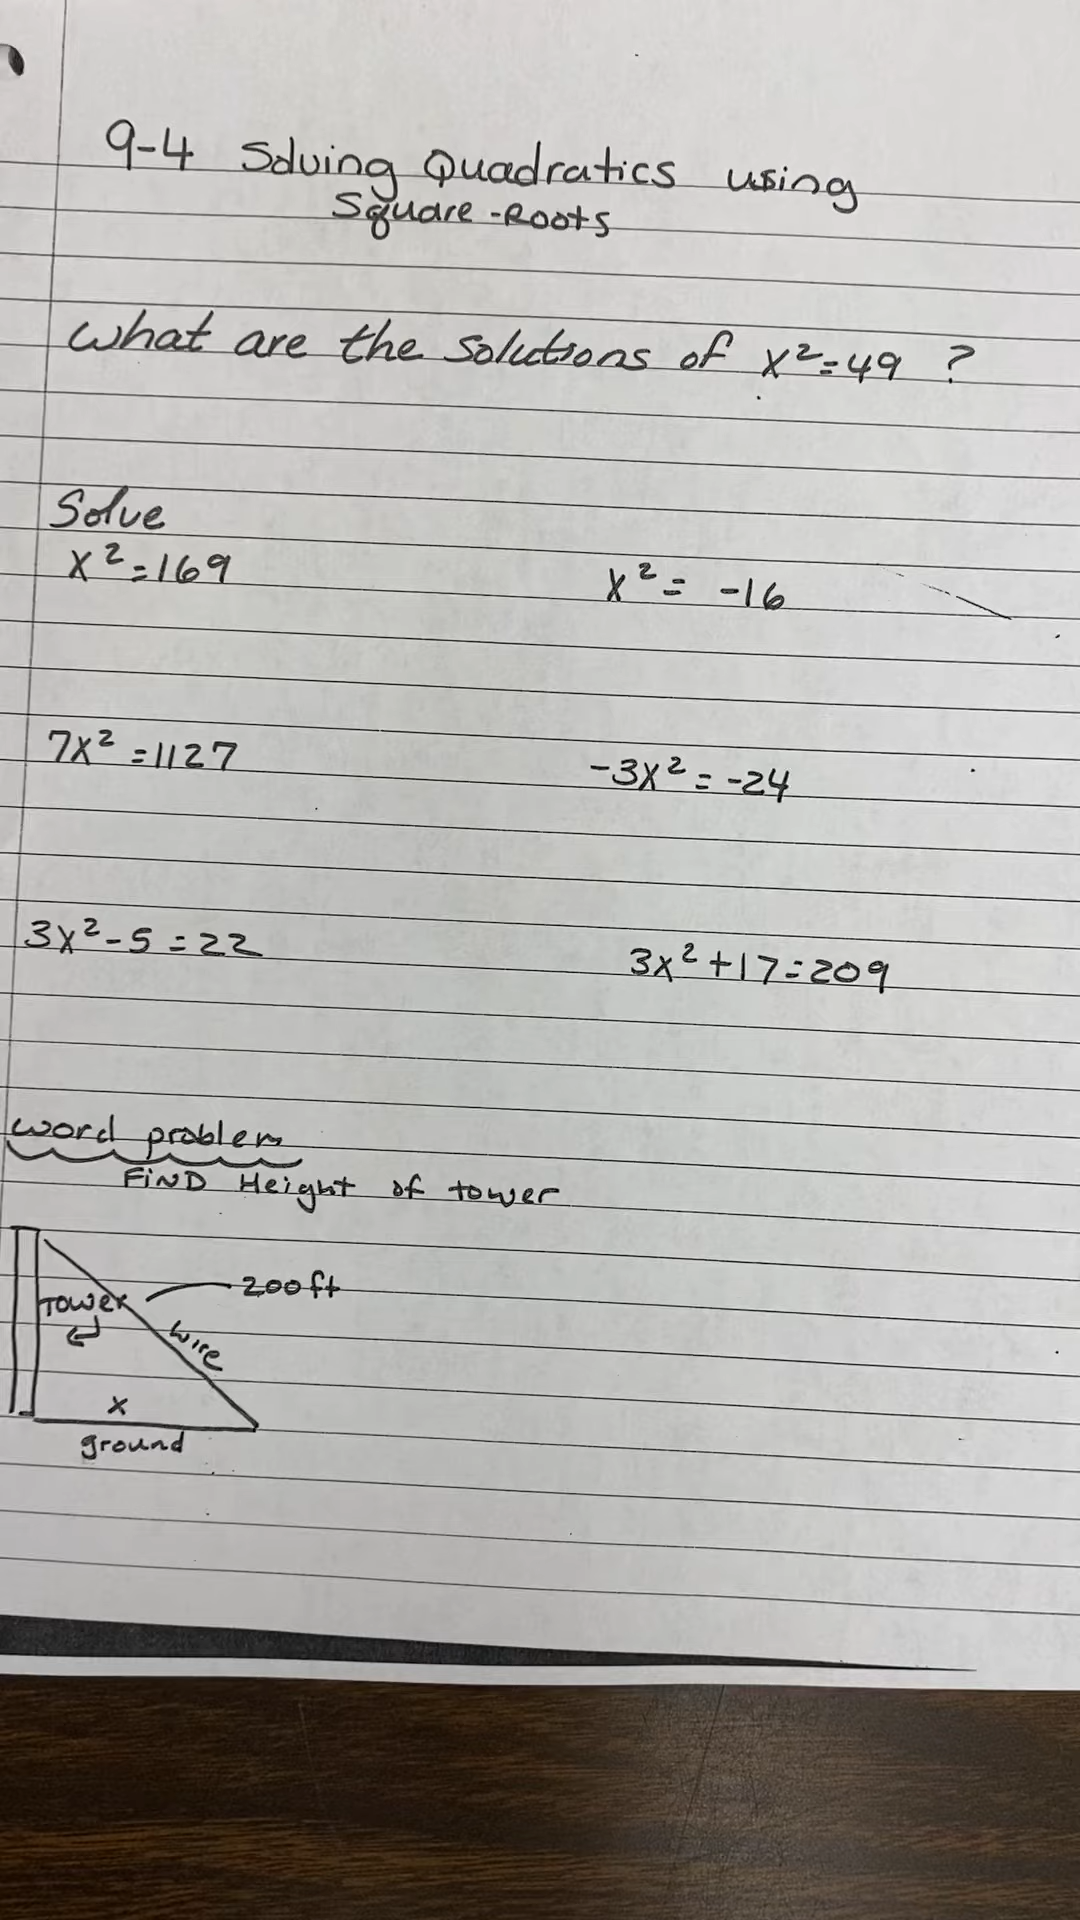 9-4 Solving Quadratics using
Square-Roots
What are the solutions of x²=49 ?
Solve
x²=169
x²= -16
7x²=1127
-3x²=-24
3x²-5=22
3x²+17=209
word problem
FIND Height of tower
200ft
Tower
wire
x
ground